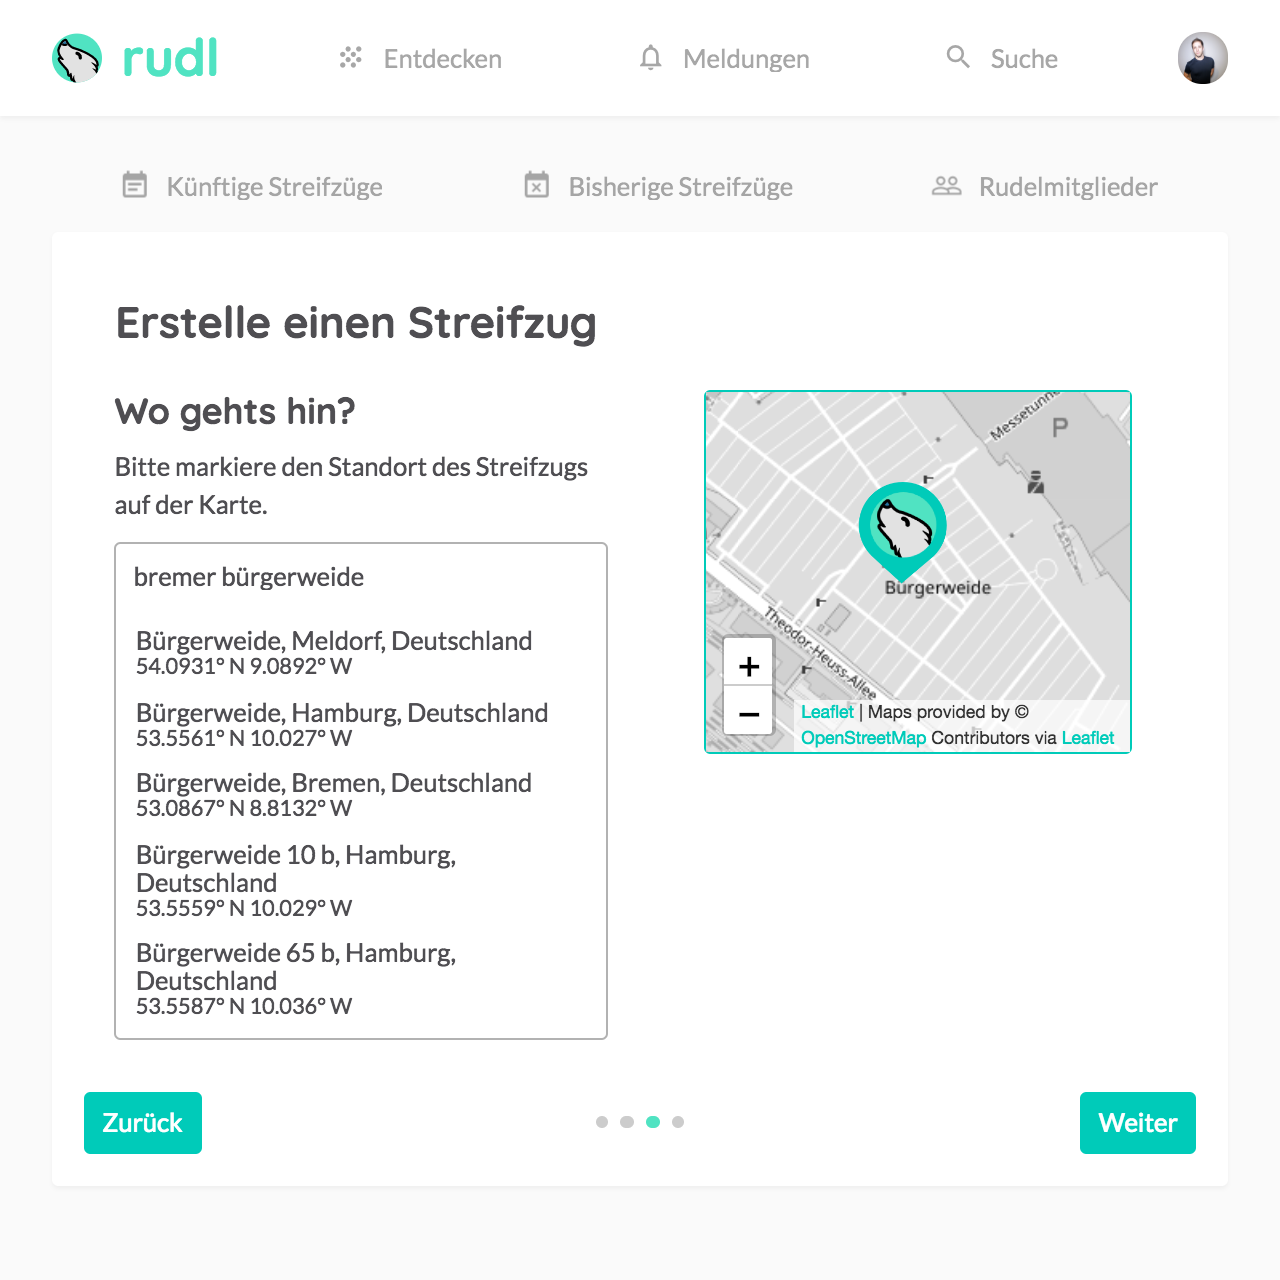 rudl
Entdecken
Meldungen
Suche
Künftige Streifzüge
Bisherige Streifzüge
Rudelmitglieder
Erstelle einen Streifzug
Wo gehts hin?
Bitte markiere den Standort des Streifzugs
auf der Karte.
bremer bürgerweide
Bürgerweide, Meldorf, Deutschland
54.0931° N 9.0892° W
Bürgerweide, Hamburg, Deutschland
53.5561° N 10.027° W
Bürgerweide, Bremen, Deutschland
53.0867° N 8.8132° W
Bürgerweide 10 b, Hamburg,
Deutschland
53.5559° N 10.029° W
Bürgerweide 65 b, Hamburg,
Deutschland
53.5587° N 10.036° W
Messetunne
P
Bürgerweide
Theodor-Heuss-Allee
+
−
Leaflet | Maps provided by ©
OpenStreetMap Contributors via Leaflet
Zurück
Weiter